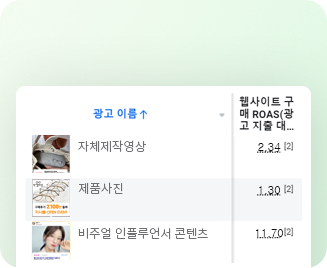 광고 이름 ↑
웹사이트 구
매 ROAS(광
고 지출 대...
자체제작영상
2.34 [2]
제품사진
1.30 [2]
비주얼 인플루언서 콘텐츠
11.70 [2]